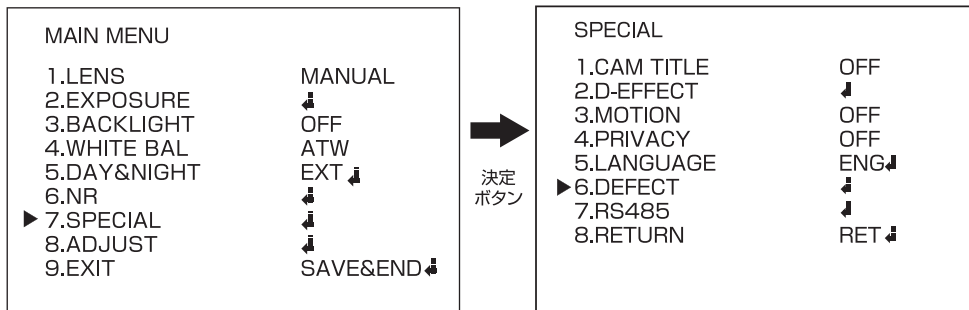 MAIN MENU
1.LENS MANUAL
2.EXPOSURE ↲
3.BACKLIGHT OFF
4.WHITE BAL ATW
5.DAY&NIGHT EXT↲
6.NR ↲
▶ 7.SPECIAL ↲
8.ADJUST ↲
9.EXIT SAVE&END↲
決定
ボタン
SPECIAL
1.CAM TITLE OFF
2.D-EFFECT ↲
3.MOTION OFF
4.PRIVACY OFF
5.LANGUAGE ENG↲
▶6.DEFECT ↲
7.RS485 ↲
8.RETURN RET↲